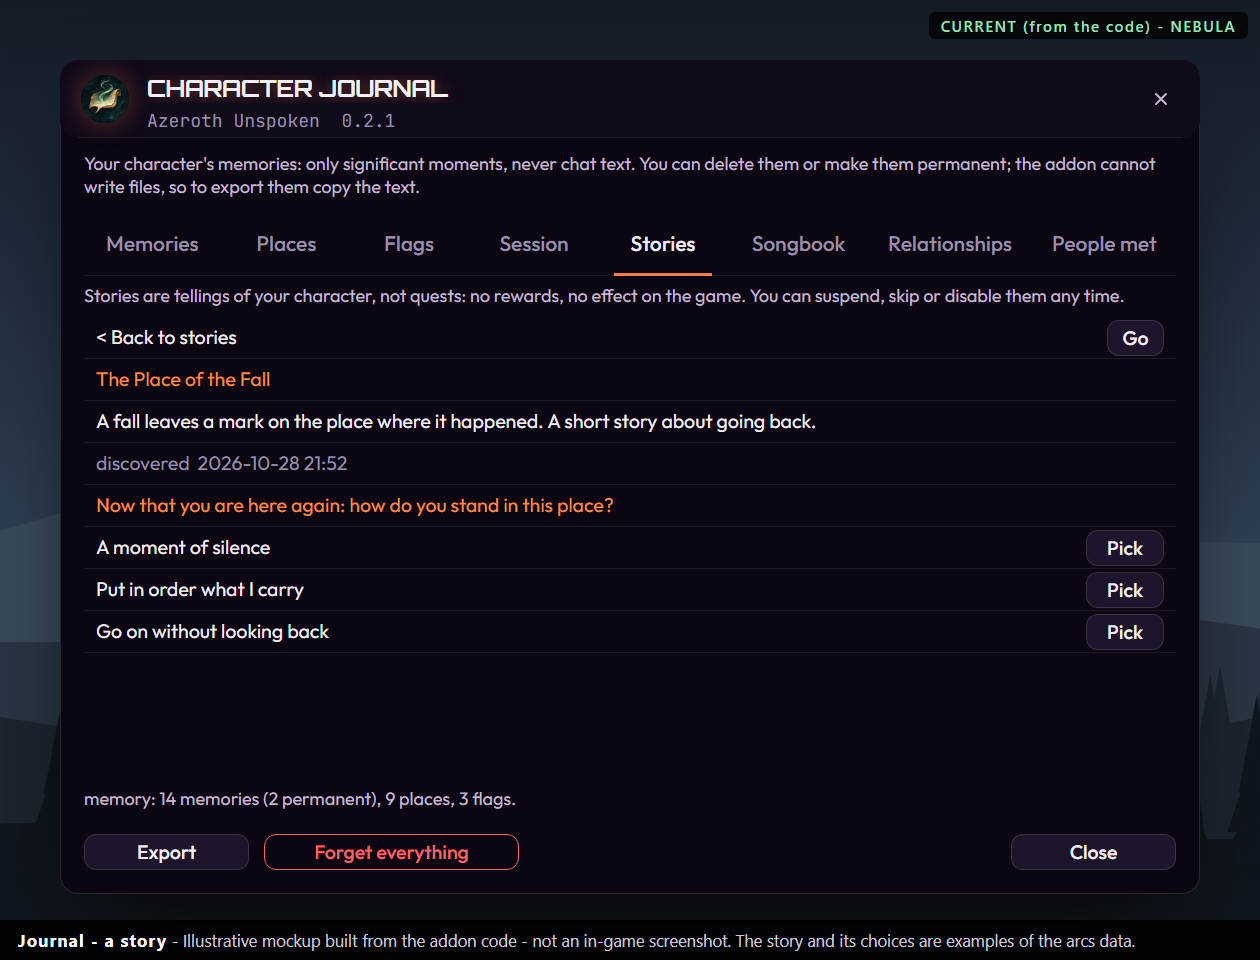 CURRENT (from the code) - NEBULA
CHARACTER JOURNAL
Azeroth Unspoken 0.2.1
Your character's memories: only significant moments, never chat text. You can delete them or make them permanent; the addon cannot
write files, so to export them copy the text.
Memories Places Flags Session Stories Songbook Relationships People met
Stories are tellings of your character, not quests: no rewards, no effect on the game. You can suspend, skip or disable them any time.
< Back to stories Go
The Place of the Fall
A fall leaves a mark on the place where it happened. A short story about going back.
discovered 2026-10-28 21:52
Now that you are here again: how do you stand in this place?
A moment of silence Pick
Put in order what I carry Pick
Go on without looking back Pick
memory: 14 memories (2 permanent), 9 places, 3 flags.
Export Forget everything Close
Journal - a story - Illustrative mockup built from the addon code - not an in-game screenshot. The story and its choices are examples of the arcs data.